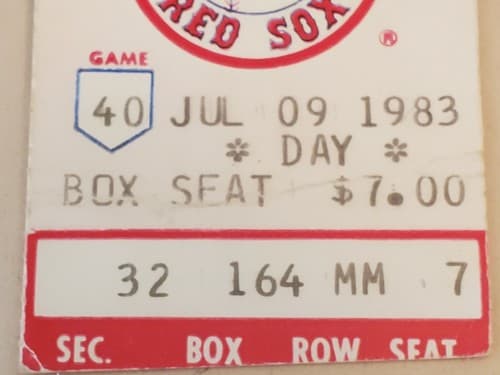 RED SOX ®
GAME
40 JUL 09 1983
* DAY *
BOX SEAT $7.00
32 164 MM 7
SEC. BOX ROW SEAT